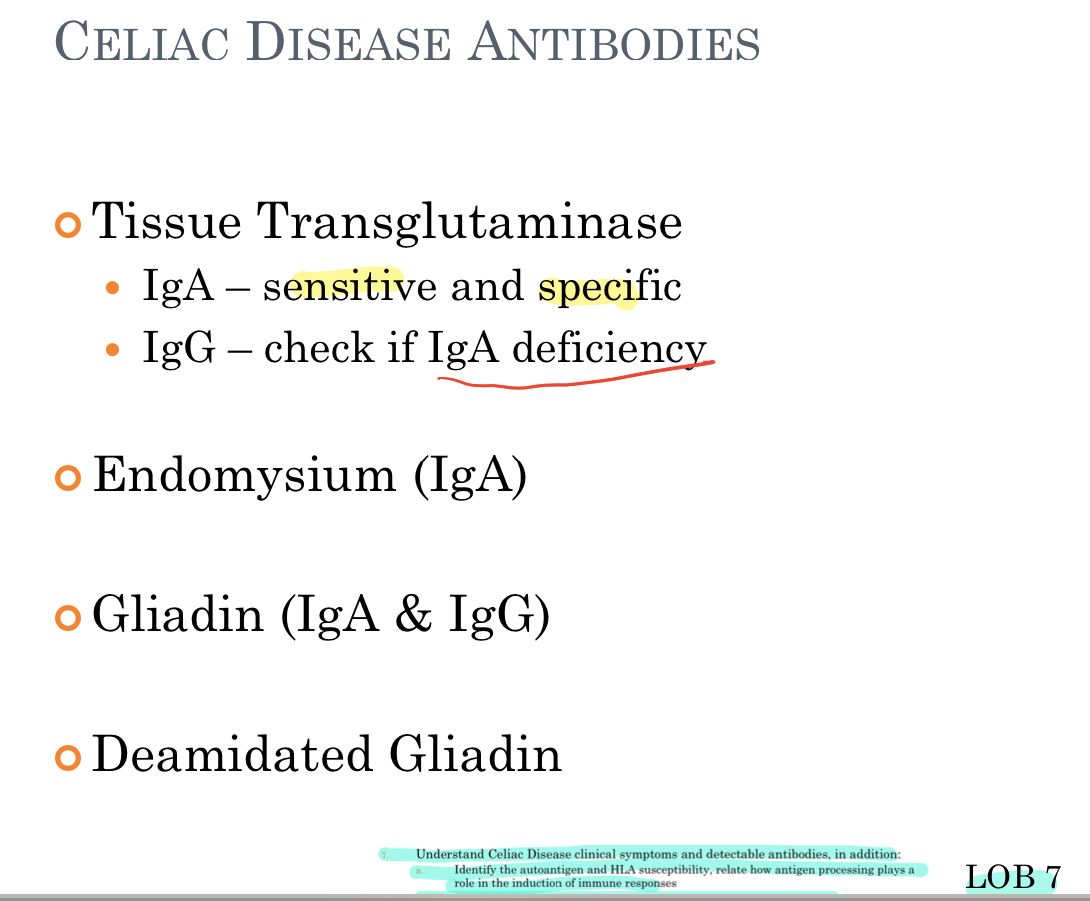 CELIAC DISEASE ANTIBODIES
Tissue Transglutaminase
IgA – sensitive and specific
IgG – check if IgA deficiency
Endomysium (IgA)
Gliadin (IgA & IgG)
Deamidated Gliadin
7. Understand Celiac Disease clinical symptoms and detectable antibodies, in addition:
a. Identify the autoantigen and HLA susceptibility, relate how antigen processing plays a
role in the induction of immune responses
LOB 7